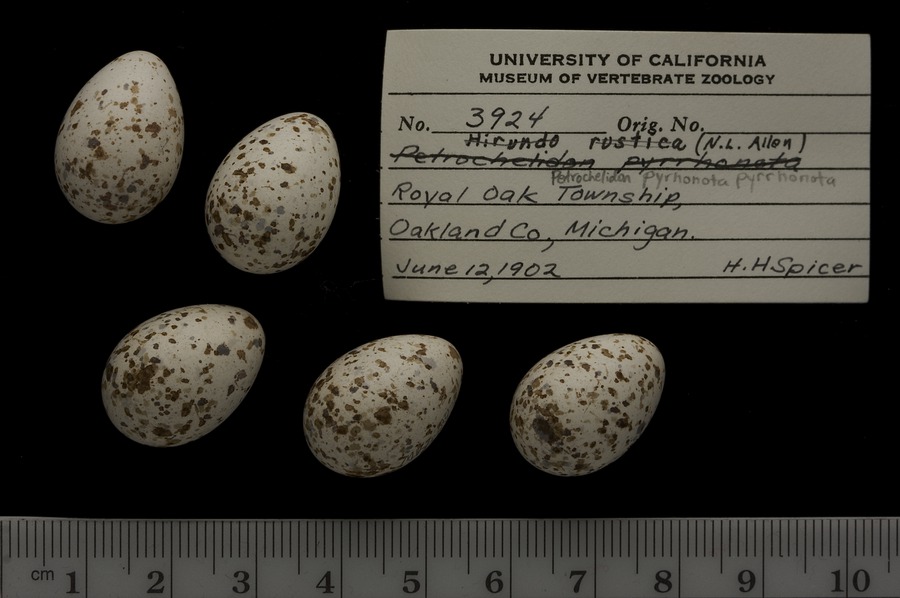 UNIVERSITY OF CALIFORNIA
MUSEUM OF VERTEBRATE ZOOLOGY
No. 3924 Orig. No.
Hirundo rustica (N.L. Allen)
Petrochelidon pyrrhonota
Petrochelidon pyrhonota pyrrhonota
Royal Oak Township,
Oakland Co., Michigan.
June 12, 1902 H.H Spicer
cm 1 2 3 4 5 6 7 8 9 10